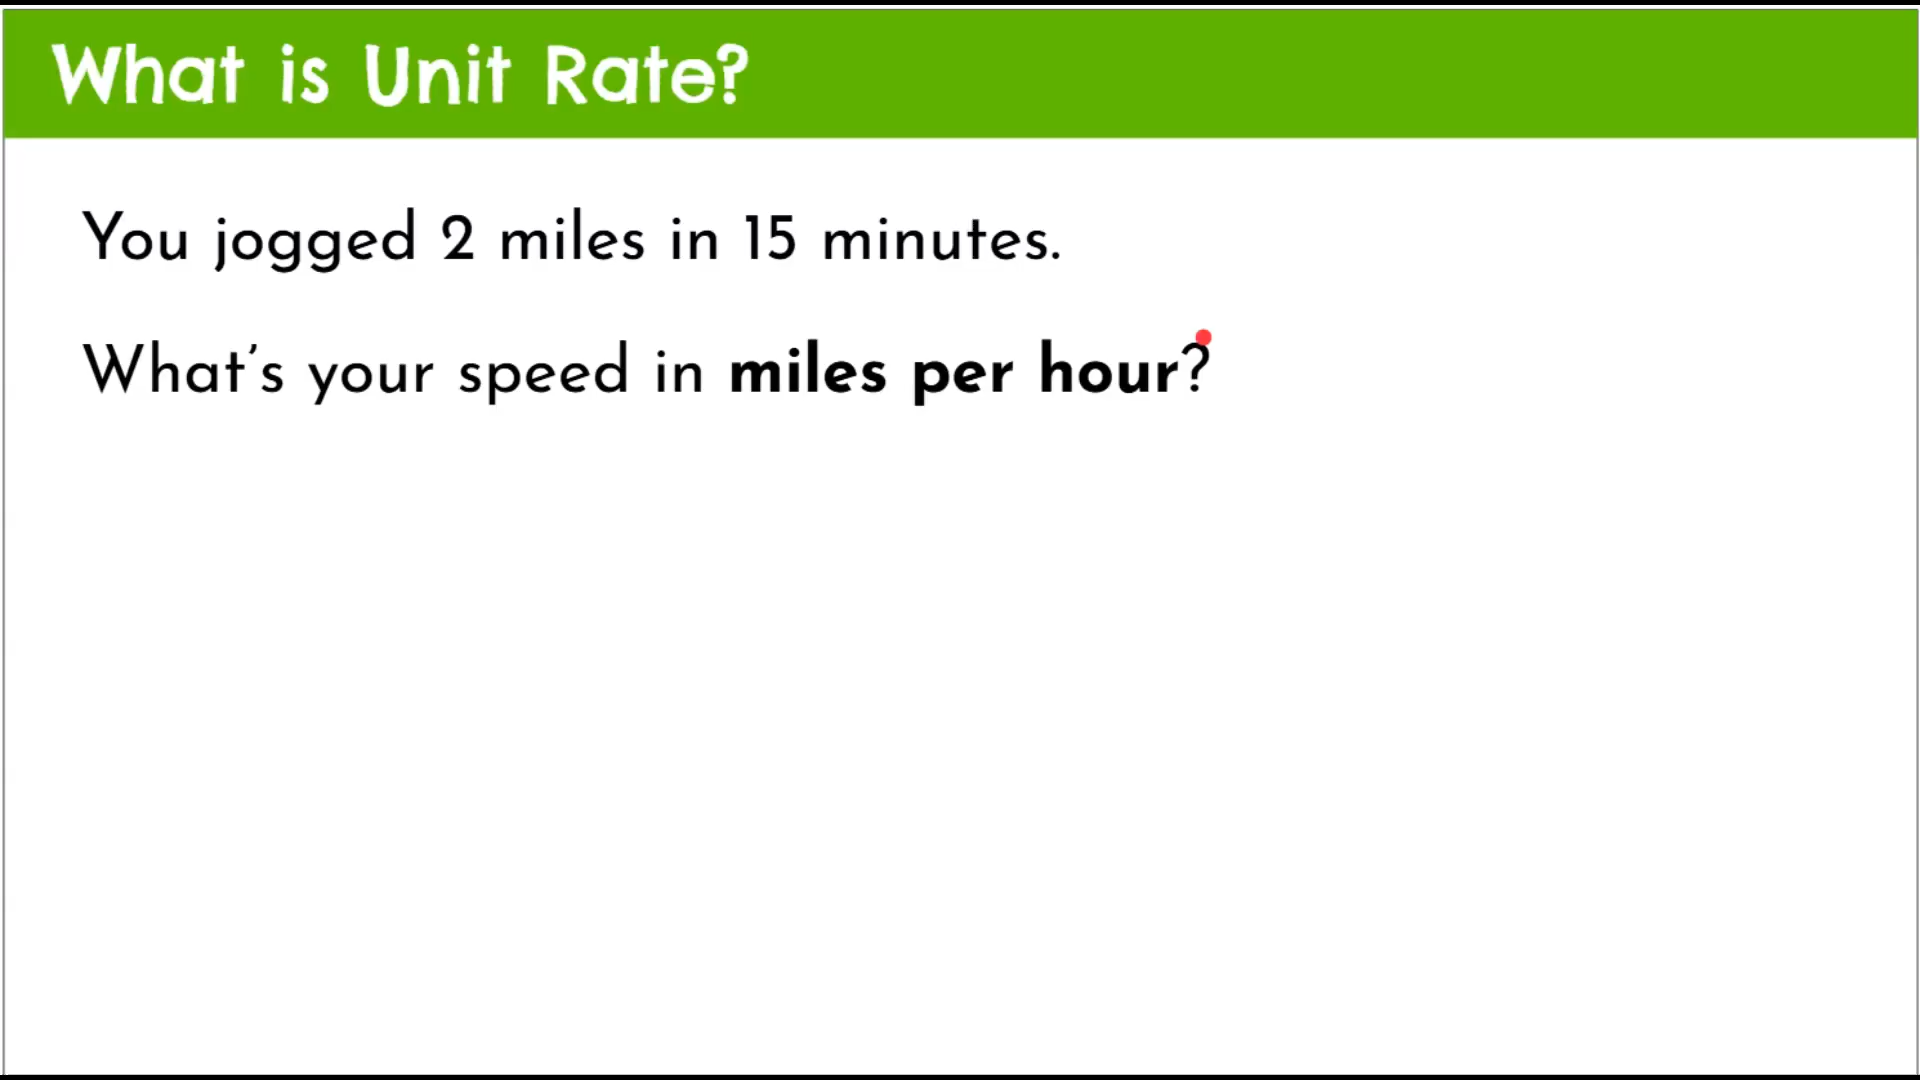 What is Unit Rate?
You jogged 2 miles in 15 minutes.
What's your speed in miles per hour?